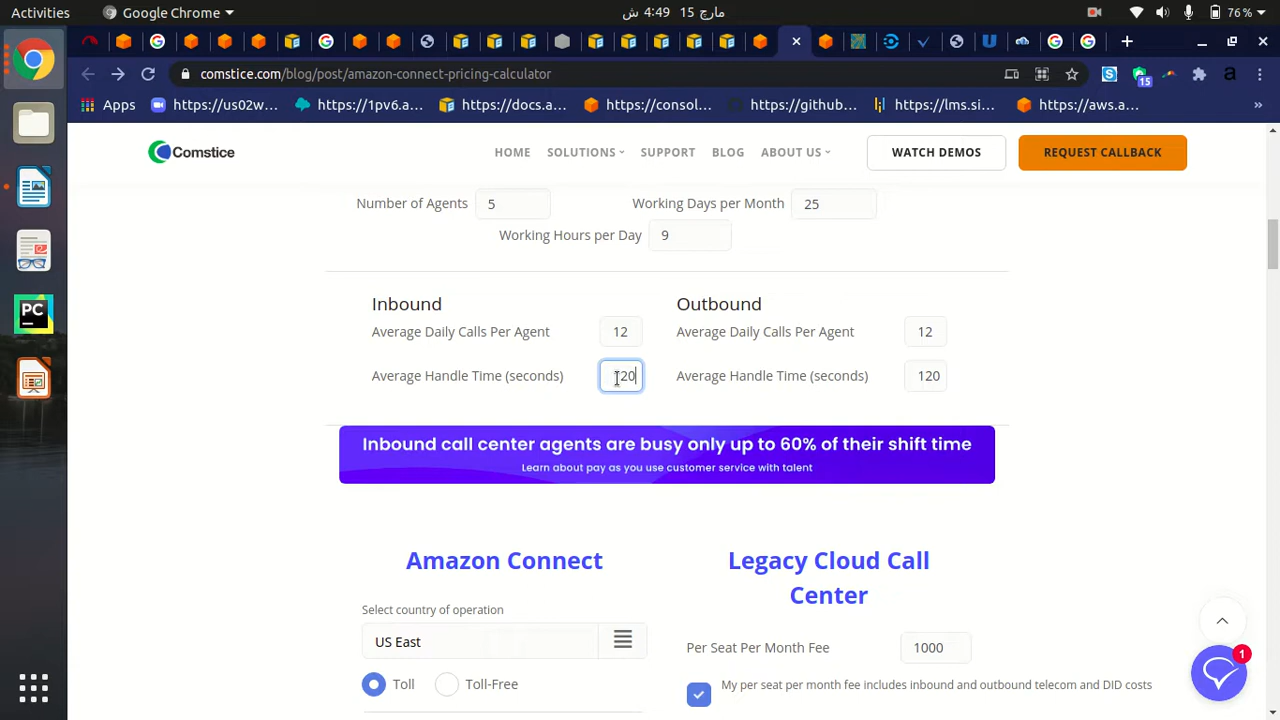 Activities
Google Chrome
مارچ 15 4:49 ش
76 %
comstice.com/blog/post/amazon-connect-pricing-calculator
15
a
Apps
https://us02w...
https://1pv6.a...
https://docs.a...
https://consol...
https://github...
https://lms.si...
https://aws.a...
»
Comstice
HOME
SOLUTIONS
SUPPORT
BLOG
ABOUT US
WATCH DEMOS
REQUEST CALLBACK
Number of Agents 5
Working Days per Month 25
Working Hours per Day 9
Inbound
Outbound
Average Daily Calls Per Agent 12
Average Daily Calls Per Agent 12
Average Handle Time (seconds) 120
Average Handle Time (seconds) 120
Inbound call center agents are busy only up to 60% of their shift time
Learn about pay as you use customer service with talent
Amazon Connect
Legacy Cloud Call
Center
Select country of operation
US East
Per Seat Per Month Fee 1000
Toll
Toll-Free
My per seat per month fee includes inbound and outbound telecom and DID costs
1
PC